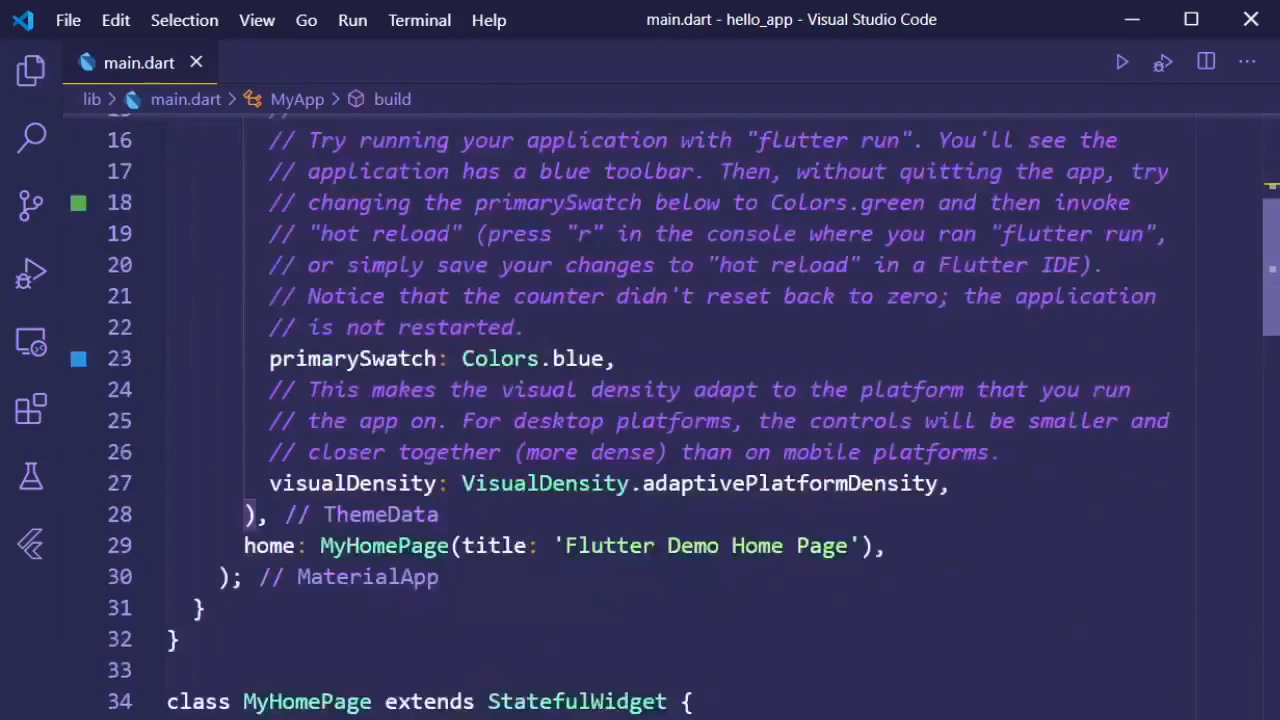 File Edit Selection View Go Run Terminal Help main.dart - hello_app - Visual Studio Code
main.dart
lib > main.dart > MyApp > build
15 //
16 // Try running your application with "flutter run". You'll see the
17 // application has a blue toolbar. Then, without quitting the app, try
18 // changing the primarySwatch below to Colors.green and then invoke
19 // "hot reload" (press "r" in the console where you ran "flutter run",
20 // or simply save your changes to "hot reload" in a Flutter IDE).
21 // Notice that the counter didn't reset back to zero; the application
22 // is not restarted.
23 primarySwatch: Colors.blue,
24 // This makes the visual density adapt to the platform that you run
25 // the app on. For desktop platforms, the controls will be smaller and
26 // closer together (more dense) than on mobile platforms.
27 visualDensity: VisualDensity.adaptivePlatformDensity,
28 ), // ThemeData
29 home: MyHomePage(title: 'Flutter Demo Home Page'),
30 ); // MaterialApp
31 }
32 }
33
34 class MyHomePage extends StatefulWidget {